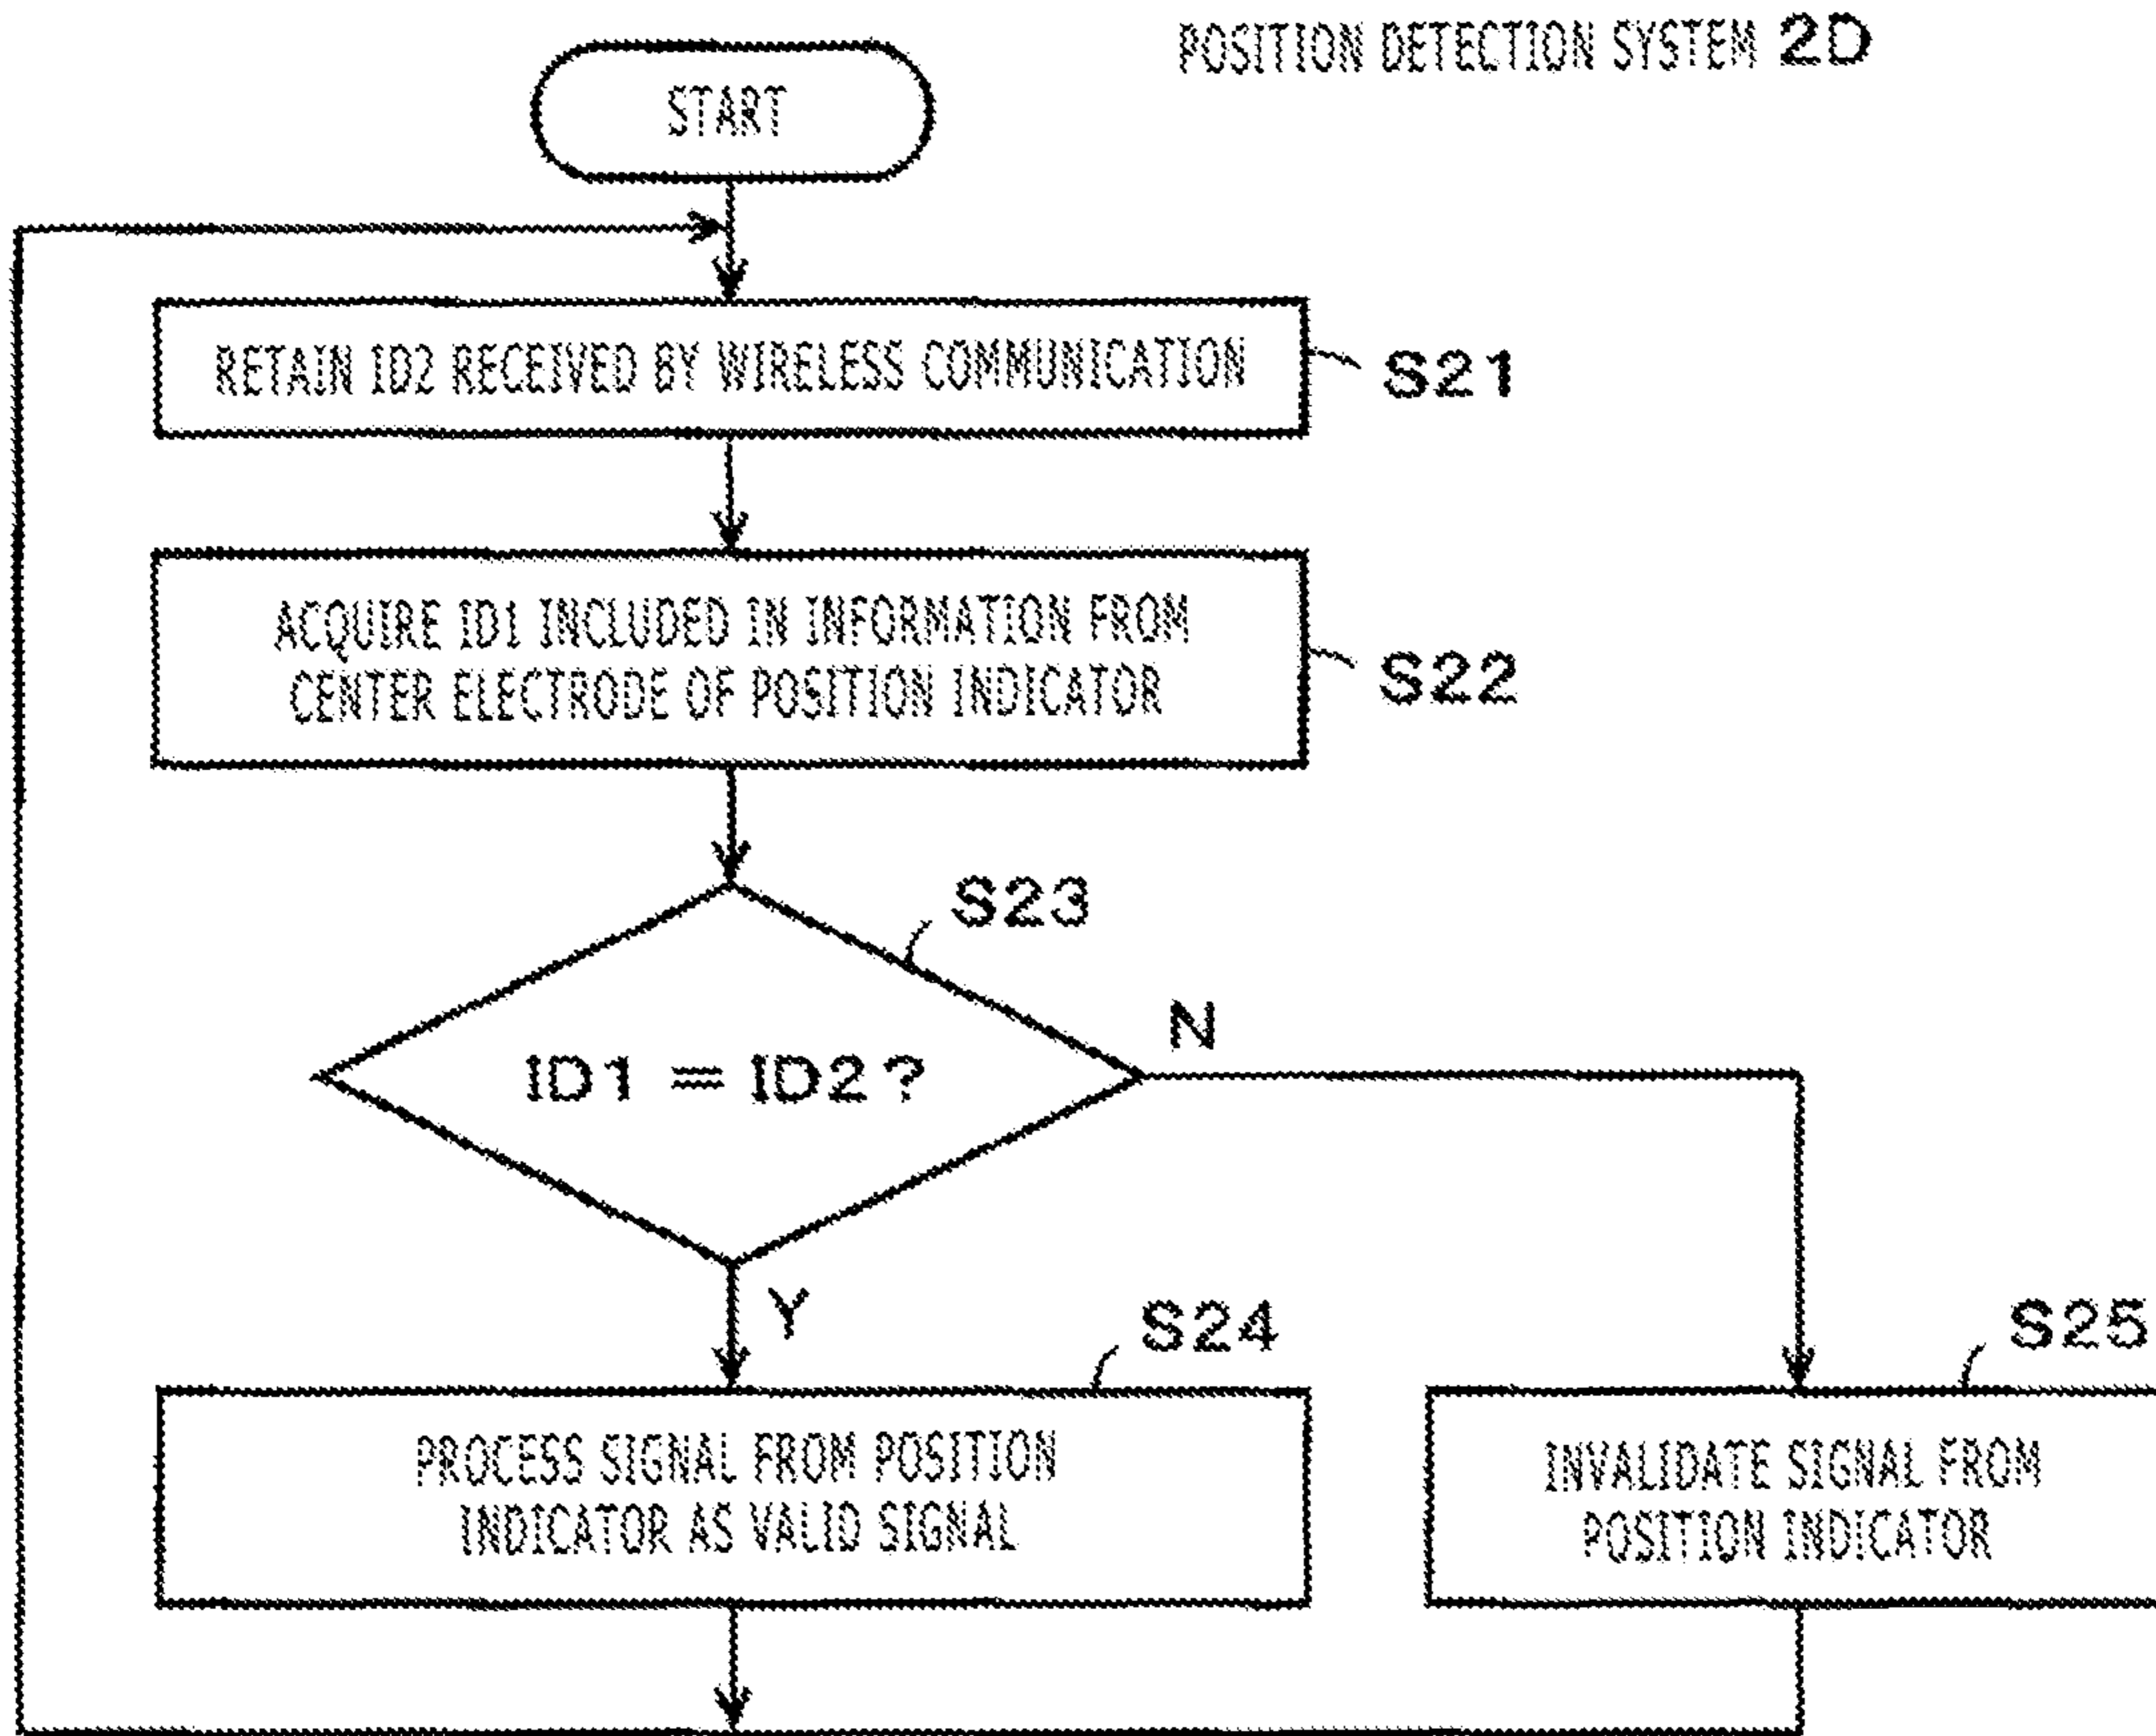 POSITION DETECTION SYSTEM 2D
START
RETAIN ID2 RECEIVED BY WIRELESS COMMUNICATION
S21
ACQUIRE ID1 INCLUDED IN INFORMATION FROM
CENTER ELECTRODE OF POSITION INDICATOR
S22
S23
ID1 = ID2 ?
N
Y
S24
PROCESS SIGNAL FROM POSITION
INDICATOR AS VALID SIGNAL
S25
INVALIDATE SIGNAL FROM
POSITION INDICATOR